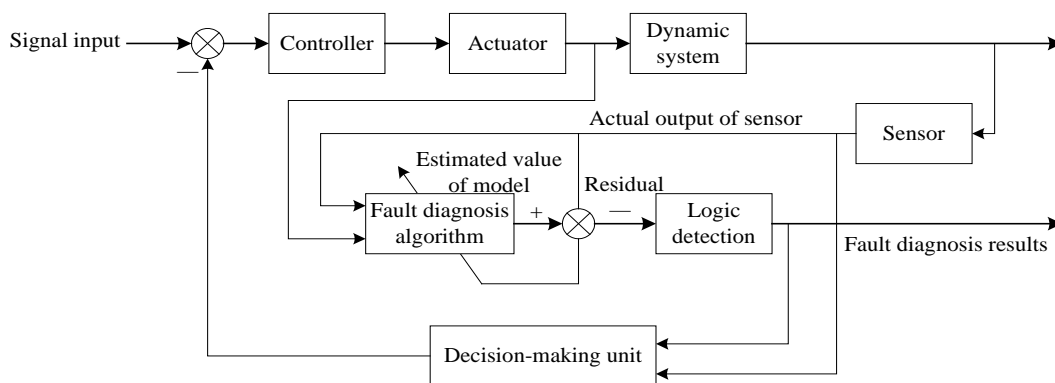 Signal input
—
Controller
Actuator
Dynamic
system
Actual output of sensor
Sensor
Estimated value
of model
Residual
Fault diagnosis
algorithm
+
—
Logic
detection
Fault diagnosis results
Decision-making unit